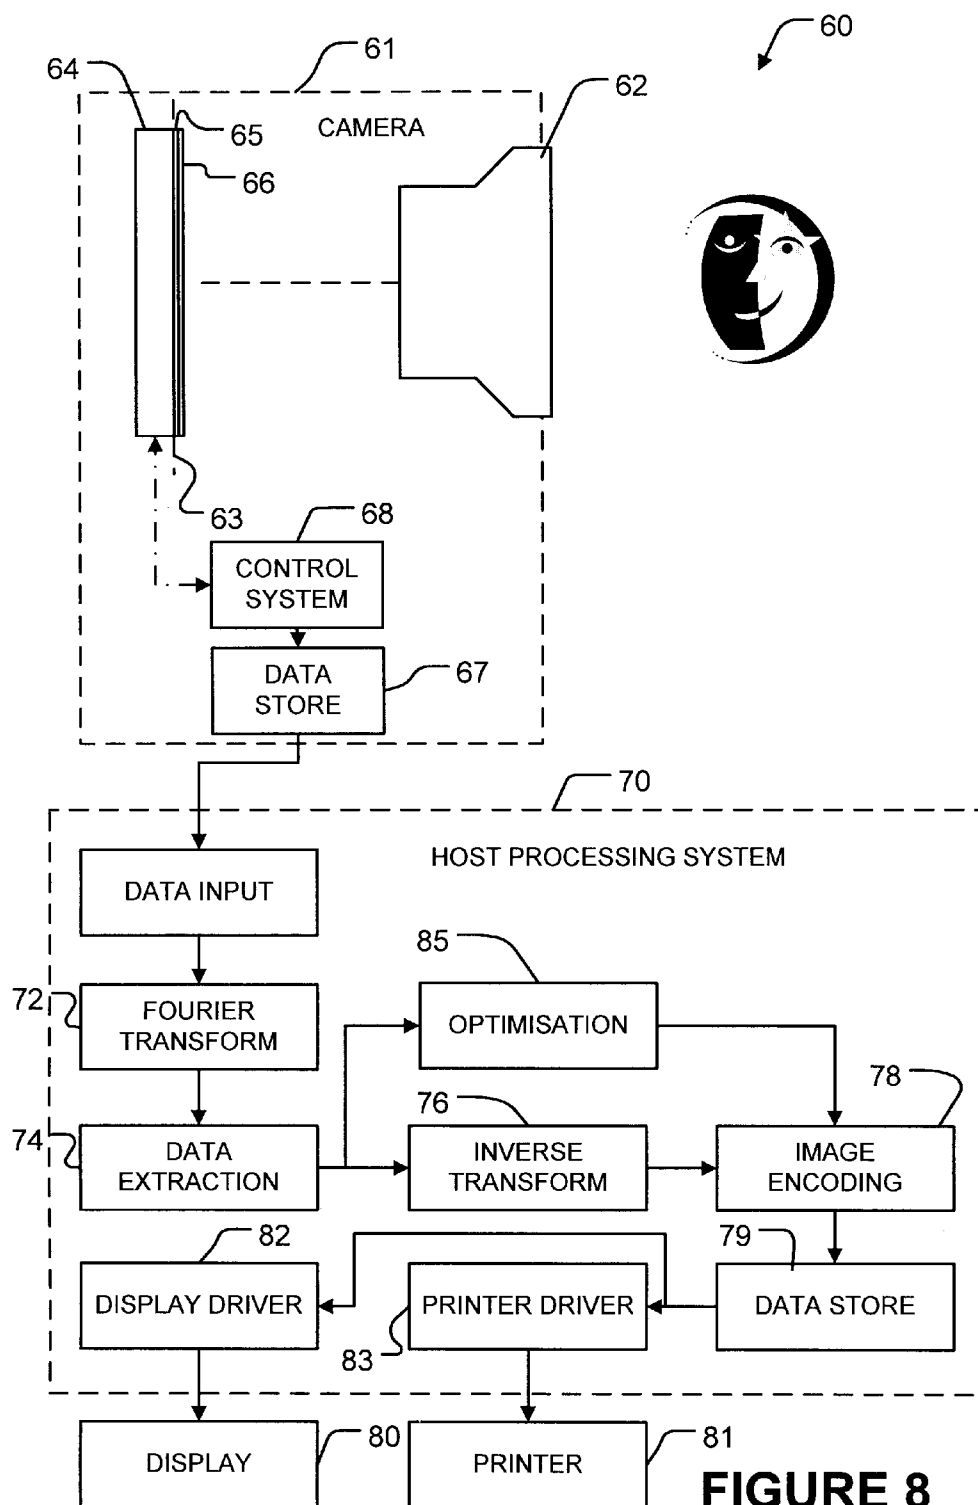 60
61
64
62
65
CAMERA
66
63
68
CONTROL
SYSTEM
67
DATA
STORE
70
HOST PROCESSING SYSTEM
DATA INPUT
85
72
FOURIER
TRANSFORM
OPTIMISATION
78
76
74
DATA
EXTRACTION
INVERSE
TRANSFORM
IMAGE
ENCODING
82
79
DISPLAY DRIVER
PRINTER DRIVER
DATA STORE
83
DISPLAY
80
PRINTER
81
FIGURE 8